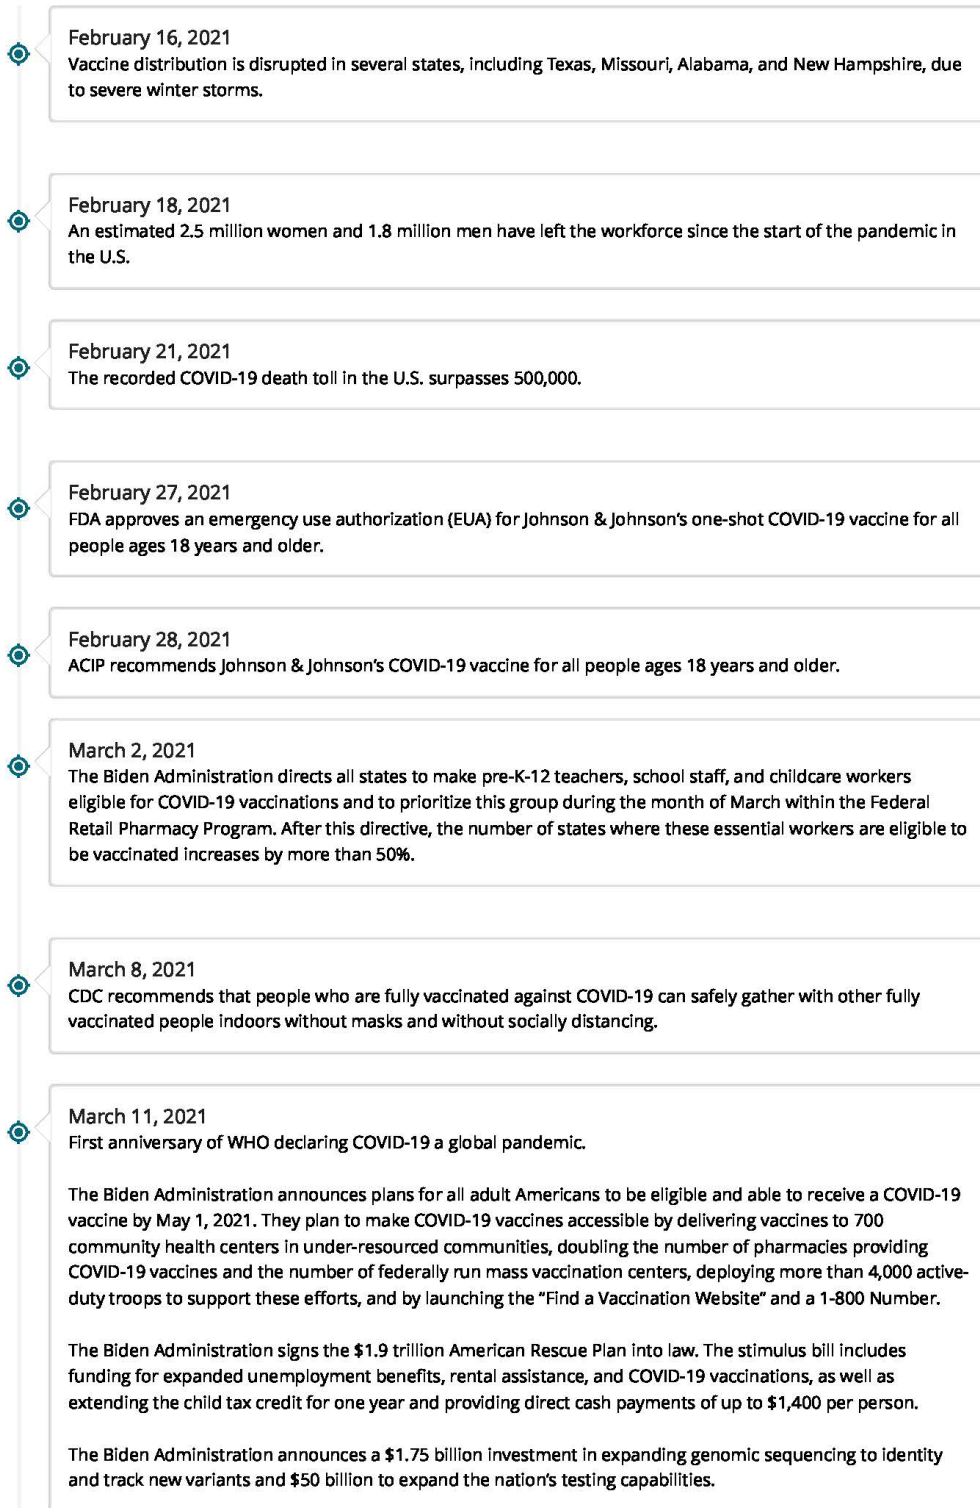 February 16, 2021
Vaccine distribution is disrupted in several states, including Texas, Missouri, Alabama, and New Hampshire, due
to severe winter storms.
February 18, 2021
An estimated 2.5 million women and 1.8 million men have left the workforce since the start of the pandemic in
the U.S.
February 21, 2021
The recorded COVID-19 death toll in the U.S. surpasses 500,000.
February 27, 2021
FDA approves an emergency use authorization (EUA) for Johnson & Johnson's one-shot COVID-19 vaccine for all
people ages 18 years and older.
February 28, 2021
ACIP recommends Johnson & Johnson's COVID-19 vaccine for all people ages 18 years and older.
March 2, 2021
The Biden Administration directs all states to make pre-K-12 teachers, school staff, and childcare workers
eligible for COVID-19 vaccinations and to prioritize this group during the month of March within the Federal
Retail Pharmacy Program. After this directive, the number of states where these essential workers are eligible to
be vaccinated increases by more than 50%.
March 8, 2021
CDC recommends that people who are fully vaccinated against COVID-19 can safely gather with other fully
vaccinated people indoors without masks and without socially distancing.
March 11, 2021
First anniversary of WHO declaring COVID-19 a global pandemic.
The Biden Administration announces plans for all adult Americans to be eligible and able to receive a COVID-19
vaccine by May 1, 2021. They plan to make COVID-19 vaccines accessible by delivering vaccines to 700
community health centers in under-resourced communities, doubling the number of pharmacies providing
COVID-19 vaccines and the number of federally run mass vaccination centers, deploying more than 4,000 active-
duty troops to support these efforts, and by launching the "Find a Vaccination Website" and a 1-800 Number.
The Biden Administration signs the $1.9 trillion American Rescue Plan into law. The stimulus bill includes
funding for expanded unemployment benefits, rental assistance, and COVID-19 vaccinations, as well as
extending the child tax credit for one year and providing direct cash payments of up to $1,400 per person.
The Biden Administration announces a $1.75 billion investment in expanding genomic sequencing to identity
and track new variants and $50 billion to expand the nation's testing capabilities.